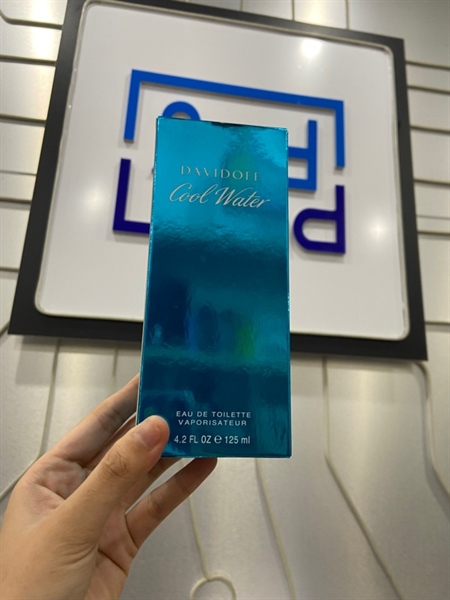 DAVIDOFF
Cool Water
EAU DE TOILETTE
VAPORISATEUR
4.2 FL OZ ℮ 125 ml